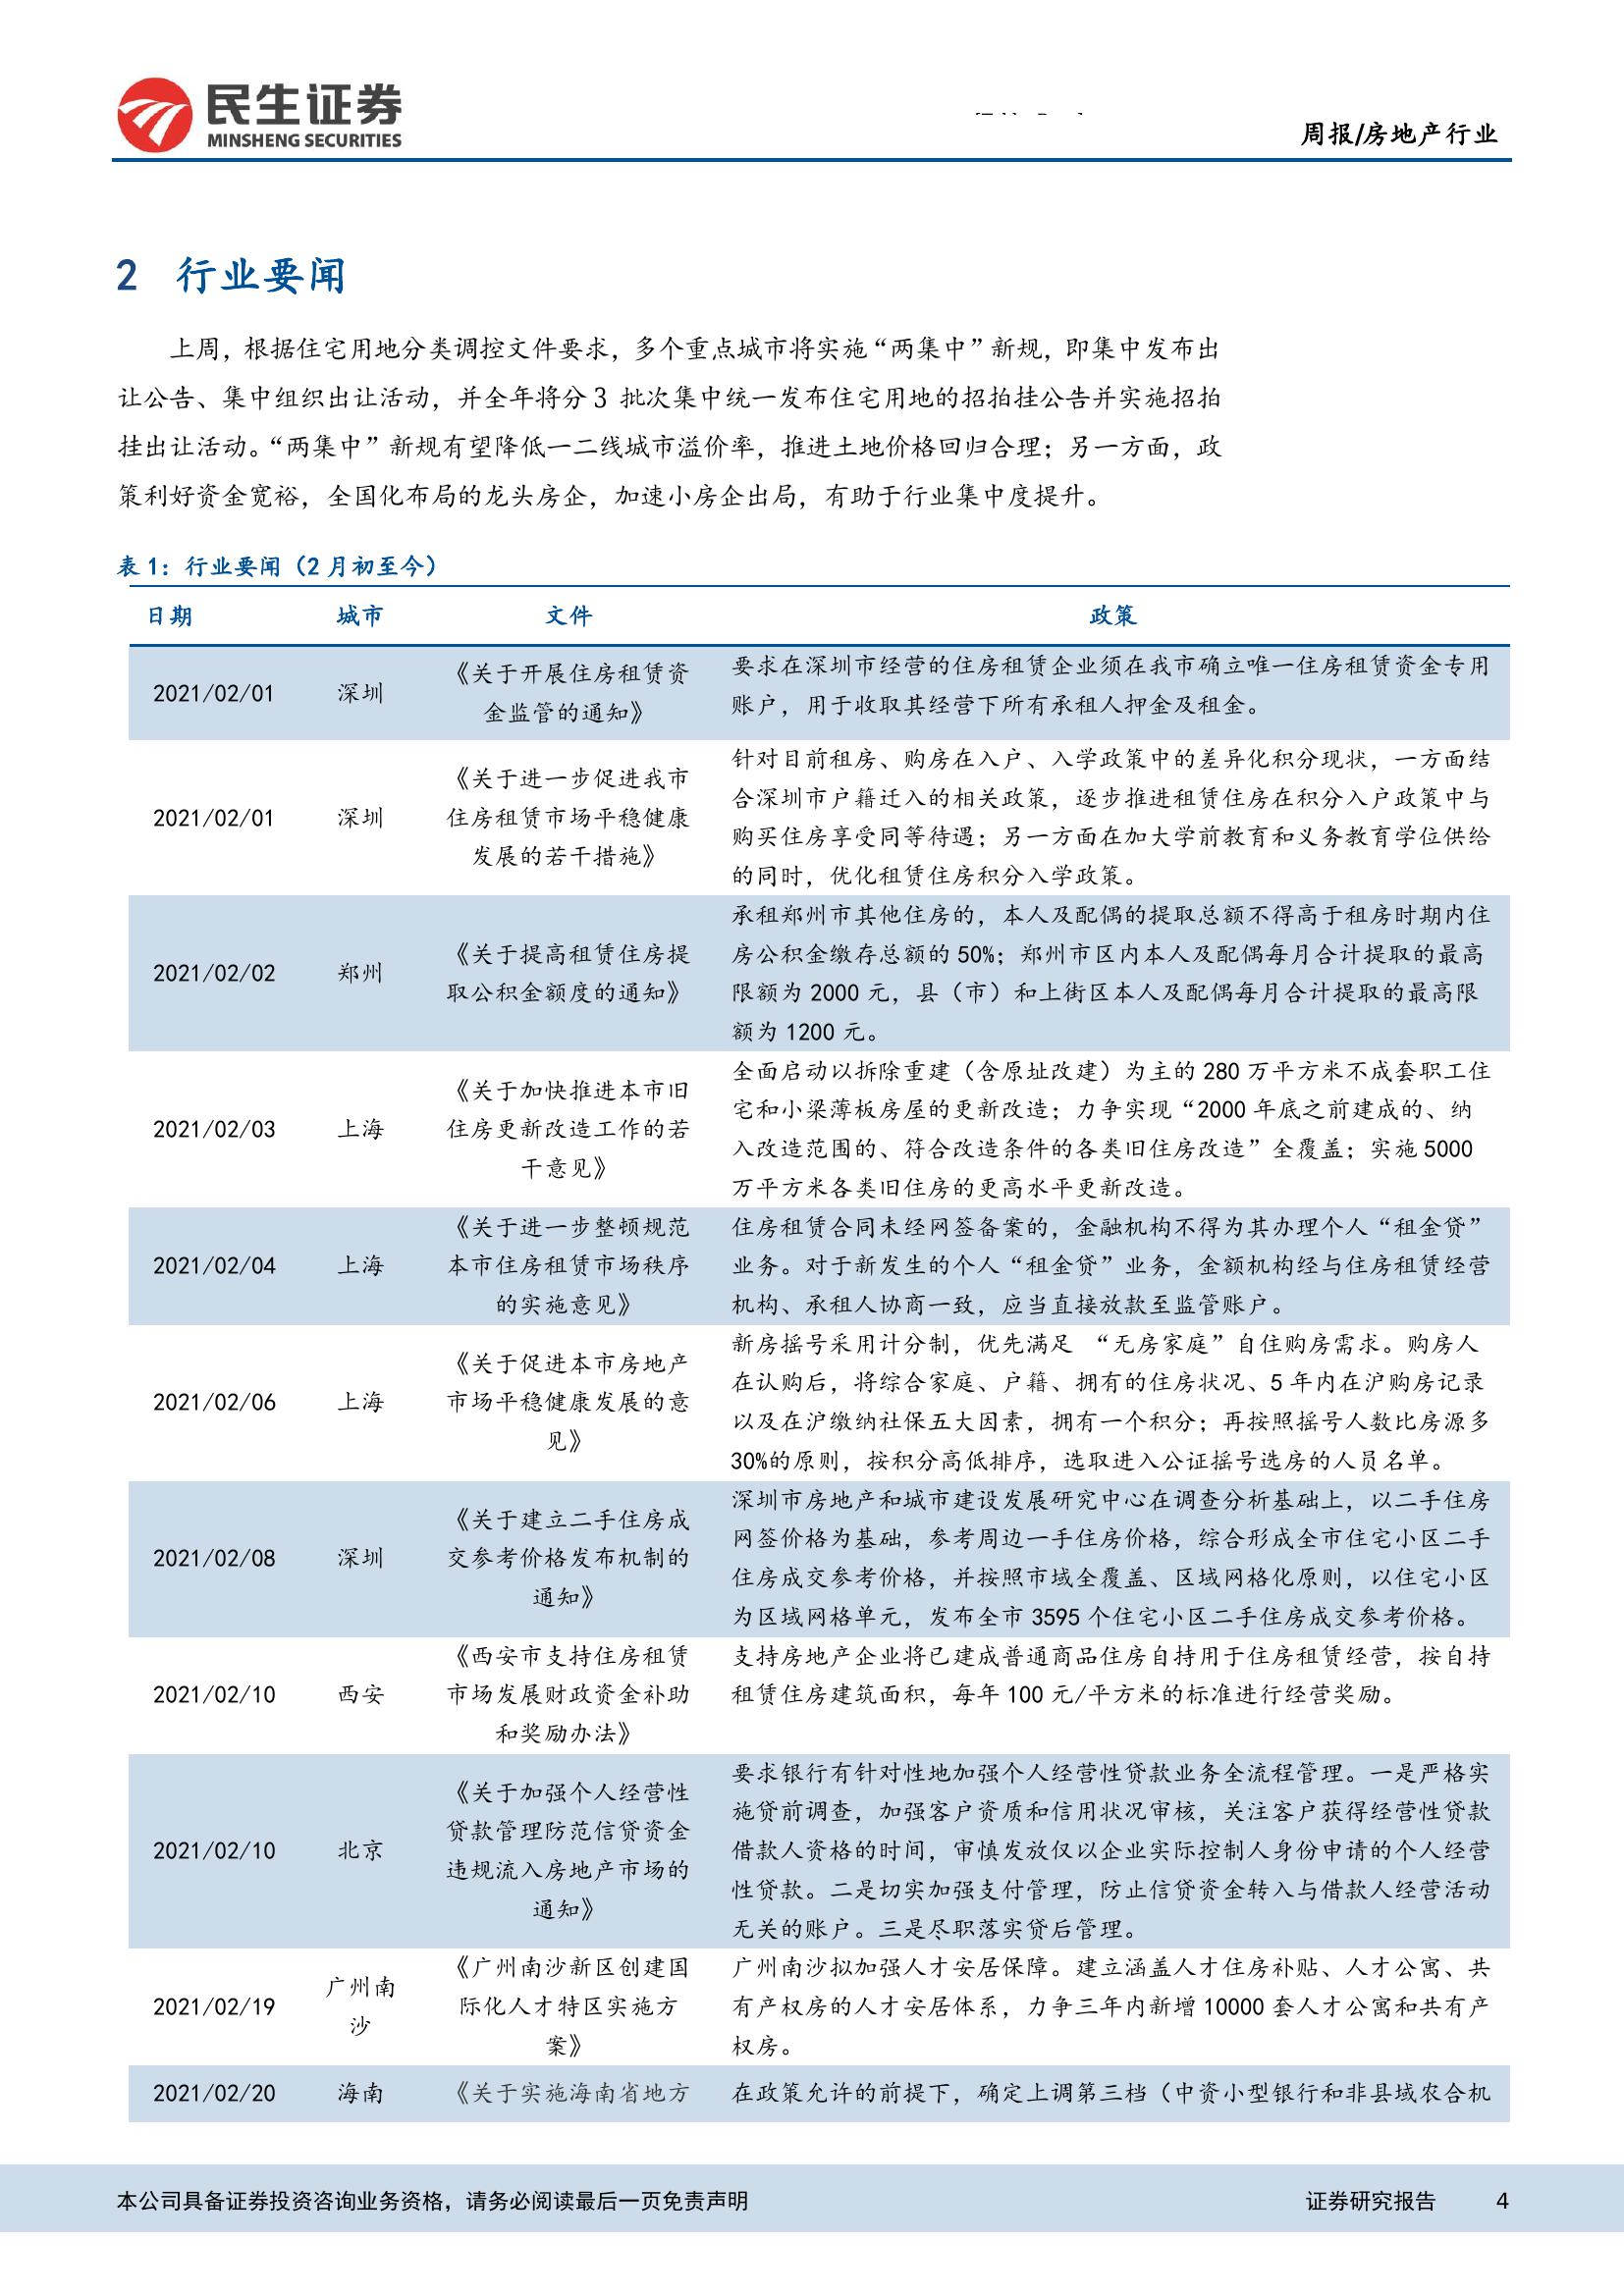 民生证券
MINSHENG SECURITIES
周报/房地产行业
2 行业要闻
上周，根据住宅用地分类调控文件要求，多个重点城市将实施“两集中”新规，即集中发布出
让公告、集中组织出让活动，并全年将分 3 批次集中统一发布住宅用地的招拍挂公告并实施招拍
挂出让活动。“两集中”新规有望降低一二线城市溢价率，推进土地价格回归合理；另一方面，政
策利好资金宽裕，全国化布局的龙头房企，加速小房企出局，有助于行业集中度提升。
表 1：行业要闻（2 月初至今）
日期 城市 文件 政策
2021/02/01
深圳
《关于开展住房租赁资
金监管的通知》
要求在深圳市经营的住房租赁企业须在我市确立唯一住房租赁资金专用
账户，用于收取其经营下所有承租人押金及租金。
2021/02/01
深圳
《关于进一步促进我市
住房租赁市场平稳健康
发展的若干措施》
针对目前租房、购房在入户、入学政策中的差异化积分现状，一方面结
合深圳市户籍迁入的相关政策，逐步推进租赁住房在积分入户政策中与
购买住房享受同等待遇；另一方面在加大学前教育和义务教育学位供给
的同时，优化租赁住房积分入学政策。
2021/02/02
郑州
《关于提高租赁住房提
取公积金额度的通知》
承租郑州市其他住房的，本人及配偶的提取总额不得高于租房时期内住
房公积金缴存总额的 50%；郑州市区内本人及配偶每月合计提取的最高
限额为 2000 元，县（市）和上街区本人及配偶每月合计提取的最高限
额为 1200 元。
2021/02/03
上海
《关于加快推进本市旧
住房更新改造工作的若
干意见》
全面启动以拆除重建（含原址改建）为主的 280 万平方米不成套职工住
宅和小梁薄板房屋的更新改造；力争实现“2000 年底之前建成的、纳
入改造范围的、符合改造条件的各类旧住房改造”全覆盖；实施 5000
万平方米各类旧住房的更高水平更新改造。
2021/02/04
上海
《关于进一步整顿规范
本市住房租赁市场秩序
的实施意见》
住房租赁合同未经网签备案的，金融机构不得为其办理个人“租金贷”
业务。对于新发生的个人“租金贷”业务，金额机构经与住房租赁经营
机构、承租人协商一致，应当直接放款至监管账户。
2021/02/06
上海
《关于促进本市房地产
市场平稳健康发展的意
见》
新房摇号采用计分制，优先满足 “无房家庭”自住购房需求。购房人
在认购后，将综合家庭、户籍、拥有的住房状况、5 年内在沪购房记录
以及在沪缴纳社保五大因素，拥有一个积分；再按照摇号人数比房源多
30%的原则，按积分高低排序，选取进入公证摇号选房的人员名单。
2021/02/08
深圳
《关于建立二手住房成
交参考价格发布机制的
通知》
深圳市房地产和城市建设发展研究中心在调查分析基础上，以二手住房
网签价格为基础，参考周边一手住房价格，综合形成全市住宅小区二手
住房成交参考价格，并按照市域全覆盖、区域网格化原则，以住宅小区
为区域网格单元，发布全市 3595 个住宅小区二手住房成交参考价格。
2021/02/10
西安
《西安市支持住房租赁
市场发展财政资金补助
和奖励办法》
支持房地产企业将已建成普通商品住房自持用于住房租赁经营，按自持
租赁住房建筑面积，每年 100 元/平方米的标准进行经营奖励。
2021/02/10
北京
《关于加强个人经营性
贷款管理防范信贷资金
违规流入房地产市场的
通知》
要求银行有针对性地加强个人经营性贷款业务全流程管理。一是严格实
施贷前调查，加强客户资质和信用状况审核，关注客户获得经营性贷款
借款人资格的时间，审慎发放仅以企业实际控制人身份申请的个人经营
性贷款。二是切实加强支付管理，防止信贷资金转入与借款人经营活动
无关的账户。三是尽职落实贷后管理。
2021/02/19
广州南
沙
《广州南沙新区创建国
际化人才特区实施方
案》
广州南沙拟加强人才安居保障。建立涵盖人才住房补贴、人才公寓、共
有产权房的人才安居体系，力争三年内新增 10000 套人才公寓和共有产
权房。
2021/02/20
海南
《关于实施海南省地方
在政策允许的前提下，确定上调第三档（中资小型银行和非县域农合机
本公司具备证券投资咨询业务资格，请务必阅读最后一页免责声明
证券研究报告 4